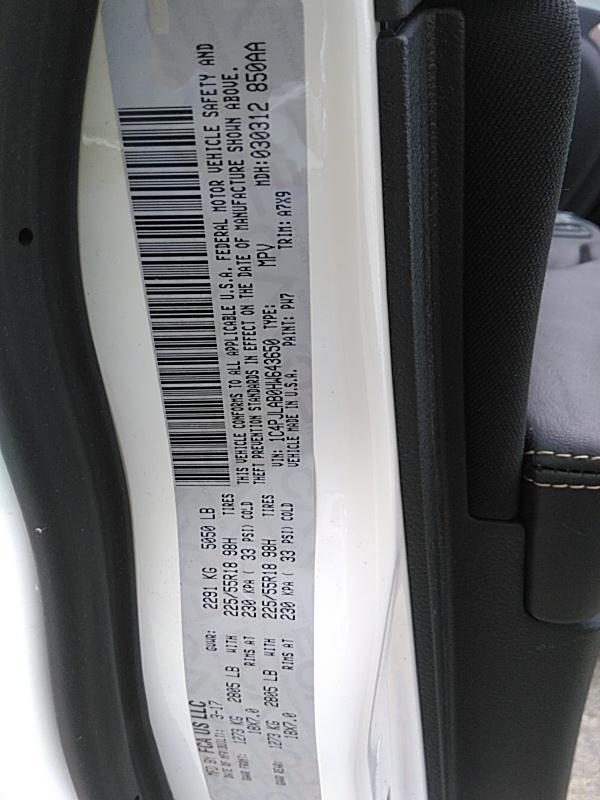 MFD BY FCA US LLC
DATE OF MFR(BUILT): 3-17 GVWR: 2291 KG 5050 LB
GAWR FRONT: 1273 KG 2805 LB WITH 225/55R18 98H TIRES
18X7.0 RIMS AT 230 KPA ( 33 PSI) COLD
GAWR REAR: 1273 KG 2805 LB WITH 225/55R18 98H TIRES
18X7.0 RIMS AT 230 KPA ( 33 PSI) COLD
THIS VEHICLE CONFORMS TO ALL APPLICABLE U.S.A. FEDERAL MOTOR VEHICLE SAFETY AND
THEFT PREVENTION STANDARDS IN EFFECT ON THE DATE OF MANUFACTURE SHOWN ABOVE.
VIN: 1C4PJLAB0HW643650 TYPE: MPV MDH:030312 850AA
VEHICLE MADE IN U.S.A. PAINT: PW7 TRIM: A7X9